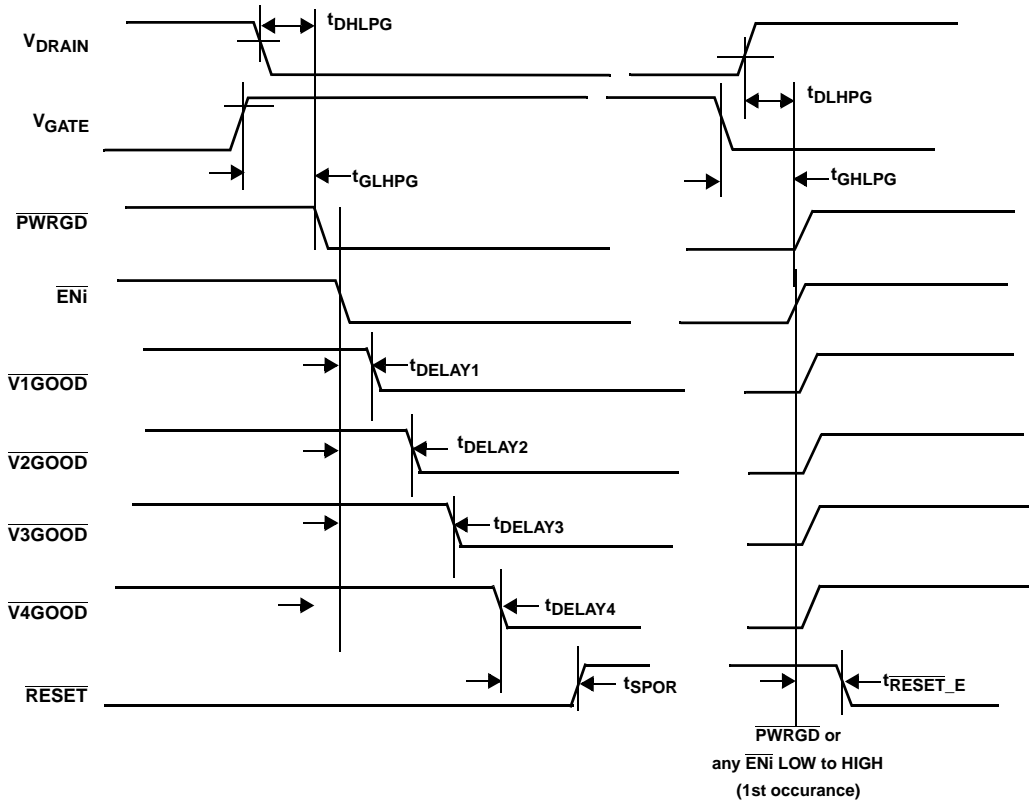 tDHLPG
VDRAIN
tDLHPG
VGATE
tGLHPG
tGHLPG
PWRGD
ENi
V1GOOD
tDELAY1
V2GOOD
tDELAY2
V3GOOD
tDELAY3
V4GOOD
tDELAY4
RESET
tSPOR
tRESET_E
PWRGD or
any ENi LOW to HIGH
(1st occurance)